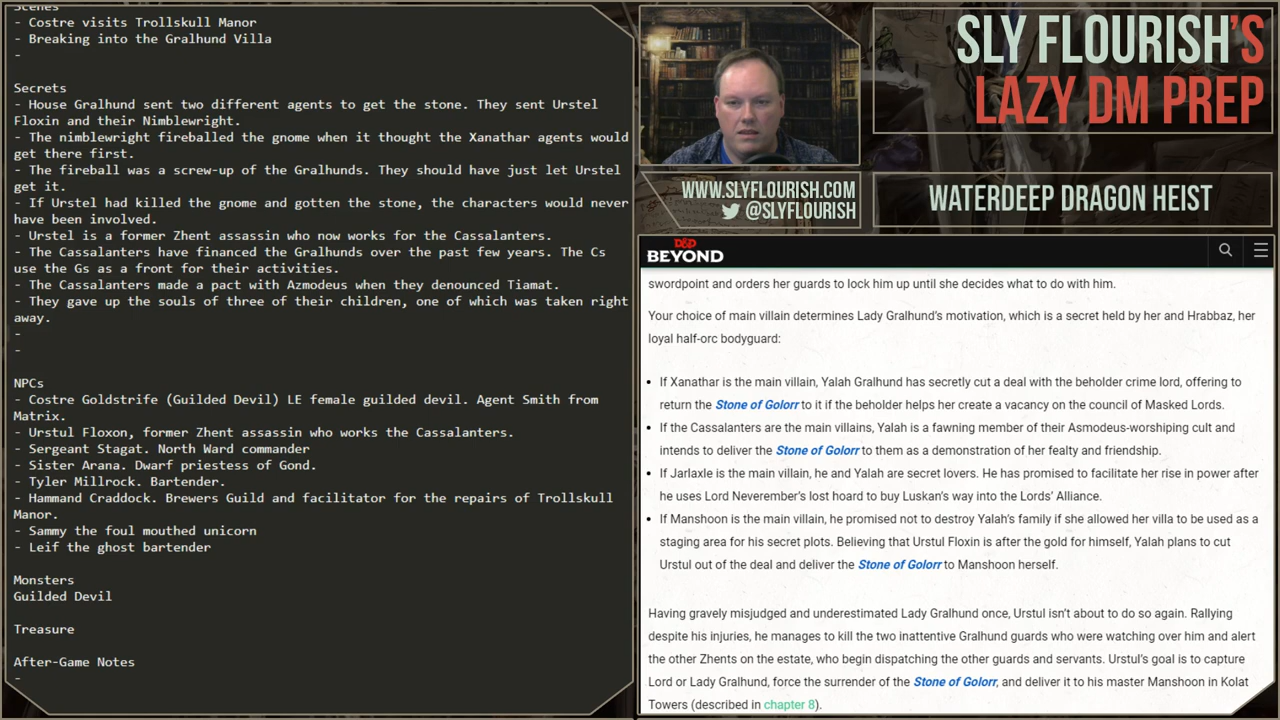 Scenes
- Costre visits Trollskull Manor
- Breaking into the Gralhund Villa
-
Secrets
- House Gralhund sent two different agents to get the stone. They sent Urstel
Floxin and their Nimblewright.
- The nimblewright fireballed the gnome when it thought the Xanathar agents would
get there first.
- The fireball was a screw-up of the Gralhunds. They should have just let Urstel
get it.
- If Urstel had killed the gnome and gotten the stone, the characters would never
have been involved.
- Urstel is a former Zhent assassin who now works for the Cassalanters.
- The Cassalanters have financed the Gralhunds over the past few years. The Cs
use the Gs as a front for their activities.
- The Cassalanters made a pact with Azmodeus when they denounced Tiamat.
- They gave up the souls of three of their children, one of which was taken right
away.
-
-
NPCs
- Costre Goldstrife (Guilded Devil) LE female guilded devil. Agent Smith from
Matrix.
- Urstul Floxon, former Zhent assassin who works the Cassalanters.
- Sergeant Stagat. North Ward commander
- Sister Arana. Dwarf priestess of Gond.
- Tyler Millrock. Bartender.
- Hammand Craddock. Brewers Guild and facilitator for the repairs of Trollskull
Manor.
- Sammy the foul mouthed unicorn
- Leif the ghost bartender
Monsters
Guilded Devil
Treasure
After-Game Notes
-
SLY FLOURISH'S
LAZY DM PREP
WWW.SLYFLOURISH.COM
@SLYFLOURISH
WATERDEEP DRAGON HEIST
D&D
BEYOND
swordpoint and orders her guards to lock him up until she decides what to do with him.
Your choice of main villain determines Lady Gralhund's motivation, which is a secret held by her and Hrabbaz, her
loyal half-orc bodyguard:
• If Xanathar is the main villain, Yalah Gralhund has secretly cut a deal with the beholder crime lord, offering to
return the Stone of Golorr to it if the beholder helps her create a vacancy on the council of Masked Lords.
• If the Cassalanters are the main villains, Yalah is a fawning member of their Asmodeus-worshiping cult and
intends to deliver the Stone of Golorr to them as a demonstration of her fealty and friendship.
• If Jarlaxle is the main villain, he and Yalah are secret lovers. He has promised to facilitate her rise in power after
he uses Lord Neverember's lost hoard to buy Luskan's way into the Lords' Alliance.
• If Manshoon is the main villain, he promised not to destroy Yalah's family if she allowed her villa to be used as a
staging area for his secret plots. Believing that Urstul Floxin is after the gold for himself, Yalah plans to cut
Urstul out of the deal and deliver the Stone of Golorr to Manshoon herself.
Having gravely misjudged and underestimated Lady Gralhund once, Urstul isn't about to do so again. Rallying
despite his injuries, he manages to kill the two inattentive Gralhund guards who were watching over him and alert
the other Zhents on the estate, who begin dispatching the other guards and servants. Urstul's goal is to capture
Lord or Lady Gralhund, force the surrender of the Stone of Golorr, and deliver it to his master Manshoon in Kolat
Towers (described in chapter 8).